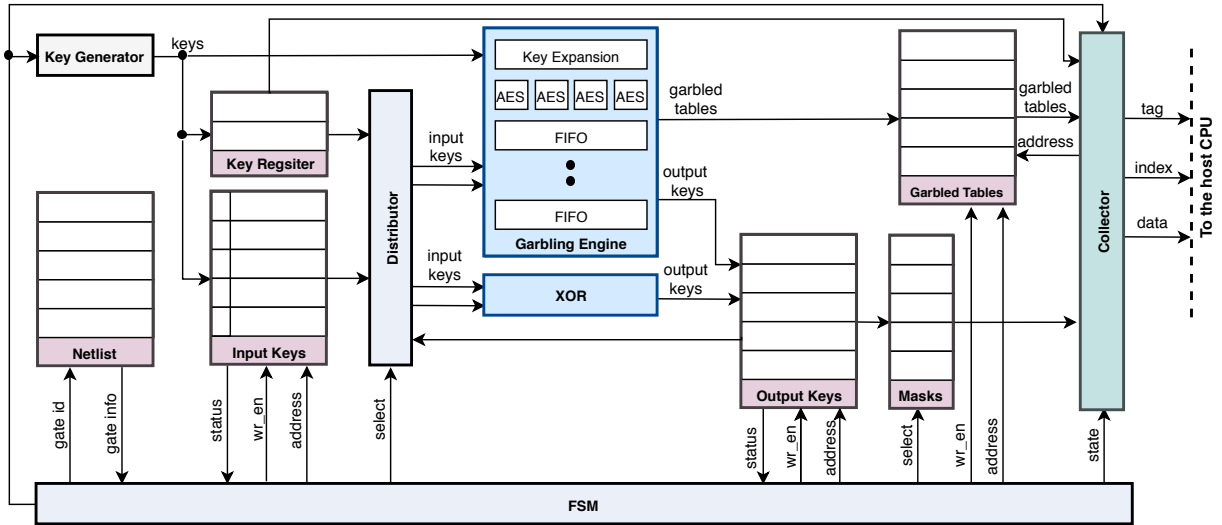 Key Generator
keys
Key Expansion
AES
AES
AES
AES
FIFO
FIFO
Garbling Engine
Key Regsiter
Distributor
input
keys
input
keys
garbled
tables
output
keys
output
keys
XOR
Garbled Tables
garbled
tables
address
Collector
tag
index
data
To the host CPU
Netlist
Input Keys
Output Keys
Masks
gate id
gate info
status
wr_en
address
select
status
wr_en
address
select
wr_en
address
state
FSM